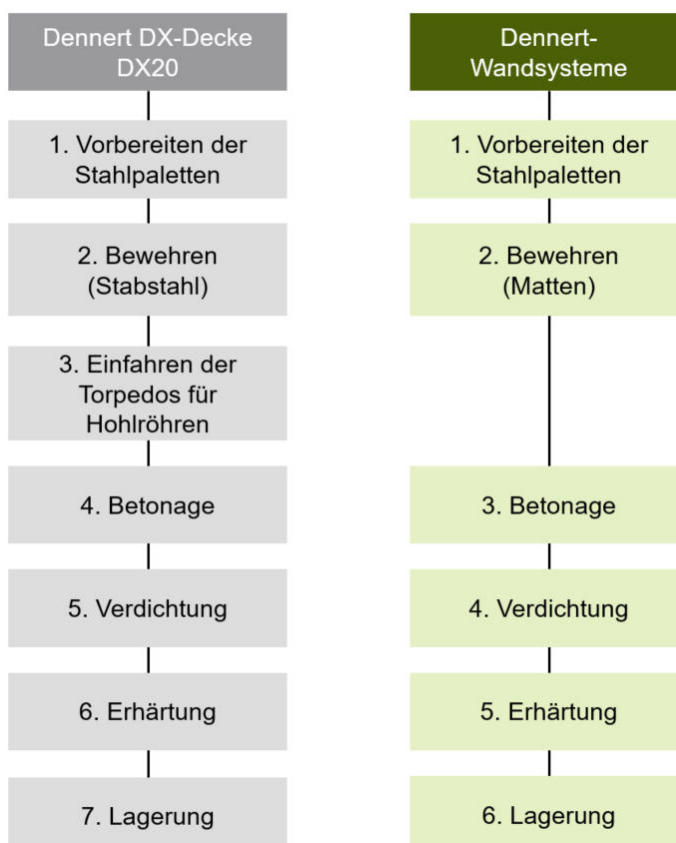 Dennert DX-Decke
DX20
1. Vorbereiten der
Stahlpaletten
2. Bewehren
(Stabstahl)
3. Einfahren der
Torpedos für
Hohlröhren
4. Betonage
5. Verdichtung
6. Erhärtung
7. Lagerung
Dennert-
Wandsysteme
1. Vorbereiten der
Stahlpaletten
2. Bewehren
(Matten)
3. Betonage
4. Verdichtung
5. Erhärtung
6. Lagerung